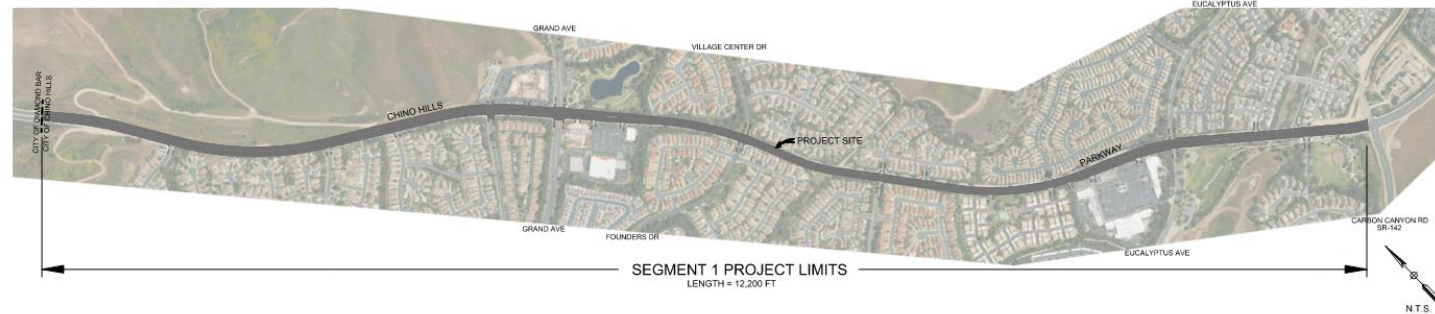 EUCALYPTUS AVE
GRAND AVE
VILLAGE CENTER DR
CITY OF DIAMOND BAR
CITY OF CHINO HILLS
CHINO HILLS
PROJECT SITE
PARKWAY
CARBON CANYON RD
SR-142
GRAND AVE
FOUNDERS DR
EUCALYPTUS AVE
SEGMENT 1 PROJECT LIMITS
LENGTH = 12,200 FT
N.T.S.